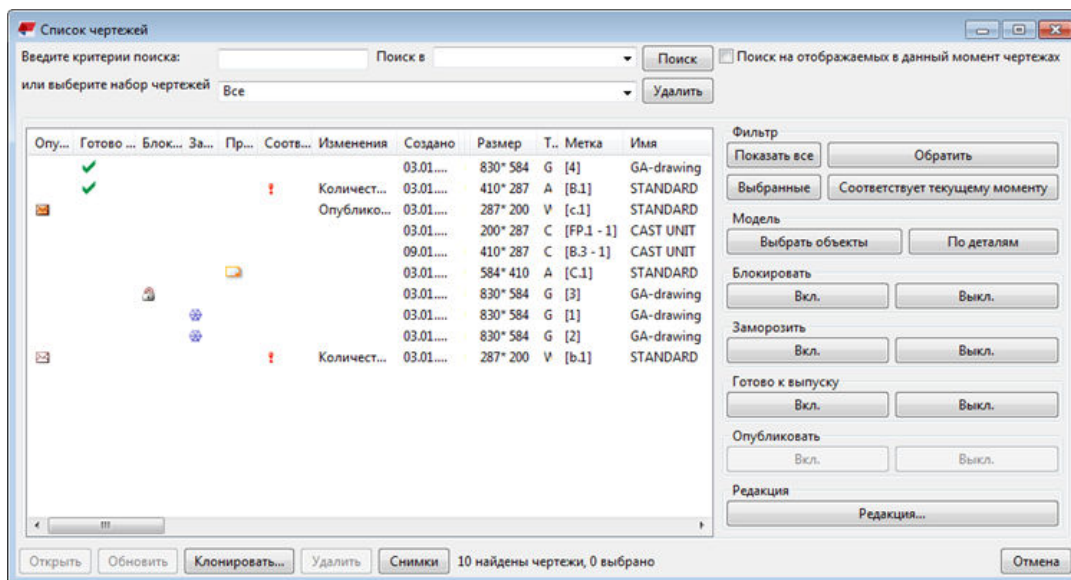 Список чертежей
Введите критерии поиска: Поиск в Поиск Поиск на отображаемых в данный момент чертежах
или выберите набор чертежей Все Удалить
Опу... Готово ... Блок... За... Пр... Соотв... Изменения Создано Размер Т.. Метка Имя
03.01.... 830* 584 G [4] GA-drawing
Количест... 03.01.... 410* 287 A [B.1] STANDARD
Опублико... 03.01.... 287* 200 W [c.1] STANDARD
03.01.... 200* 287 C [FP.1 - 1] CAST UNIT
09.01.... 410* 287 C [B.3 - 1] CAST UNIT
03.01.... 584* 410 A [C.1] STANDARD
03.01.... 830* 584 G [3] GA-drawing
03.01.... 830* 584 G [1] GA-drawing
03.01.... 830* 584 G [2] GA-drawing
Количест... 03.01.... 287* 200 W [b.1] STANDARD
Фильтр
Показать все Обратить
Выбранные Соответствует текущему моменту
Модель
Выбрать объекты По деталям
Блокировать
Вкл. Выкл.
Заморозить
Вкл. Выкл.
Готово к выпуску
Вкл. Выкл.
Опубликовать
Вкл. Выкл.
Редакция
Редакция...
Открыть Обновить Клонировать... Удалить Снимки 10 найдены чертежи, 0 выбрано Отмена